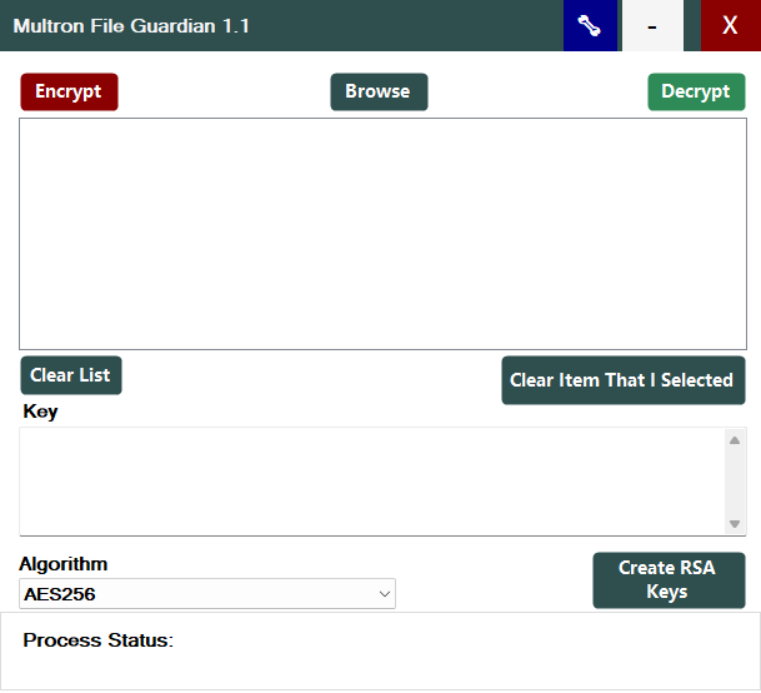 Multron File Guardian 1.1
-
X
Encrypt
Browse
Decrypt
Clear List
Clear Item That I Selected
Key
Algorithm
AES256
Create RSA
Keys
Process Status: